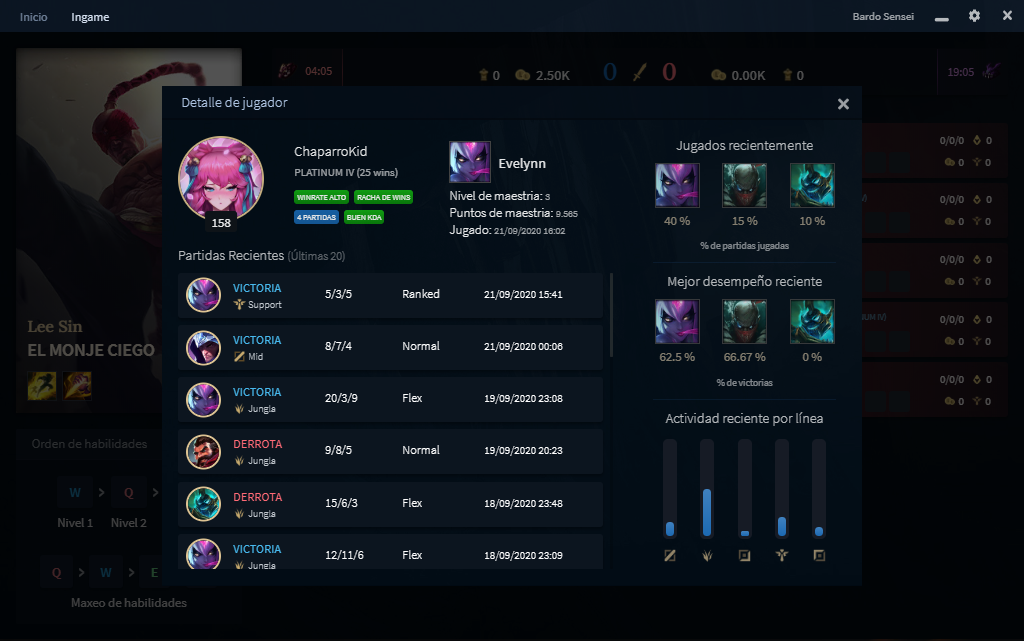 Inicio Ingame Bardo Sensei
04:05 0 2.50K 0 0 0.00K 0 19:05
Detalle de jugador
ChaparroKid
PLATINUM IV (25 wins)
WINRATE ALTO RACHA DE WINS
4 PARTIDAS BUEN KDA
158
Evelynn
Nivel de maestria: 3
Puntos de maestria: 9.565
Jugado: 21/09/2020 16:02
Partidas Recientes (Últimas 20)
VICTORIA 5/3/5 Ranked 21/09/2020 15:41
Support
VICTORIA 8/7/4 Normal 21/09/2020 00:06
Mid
VICTORIA 20/3/9 Flex 19/09/2020 23:08
Jungla
DERROTA 9/8/5 Normal 19/09/2020 20:23
Jungla
DERROTA 15/6/3 Flex 18/09/2020 23:48
Jungla
VICTORIA 12/11/6 Flex 18/09/2020 23:09
Jungla
Jugados recientemente
40 % 15 % 10 %
% de partidas jugadas
Mejor desempeño reciente
62.5 % 66.67 % 0 %
% de victorias
Actividad reciente por línea
Lee Sin
EL MONJE CIEGO
Orden de habilidades
W Q
Nivel 1 Nivel 2
Q W E
Maxeo de habilidades
0/0/0 0
0 0
0/0/0 0
0 0
0/0/0 0
0 0
IV) 0/0/0 0
0 0
0/0/0 0
0 0